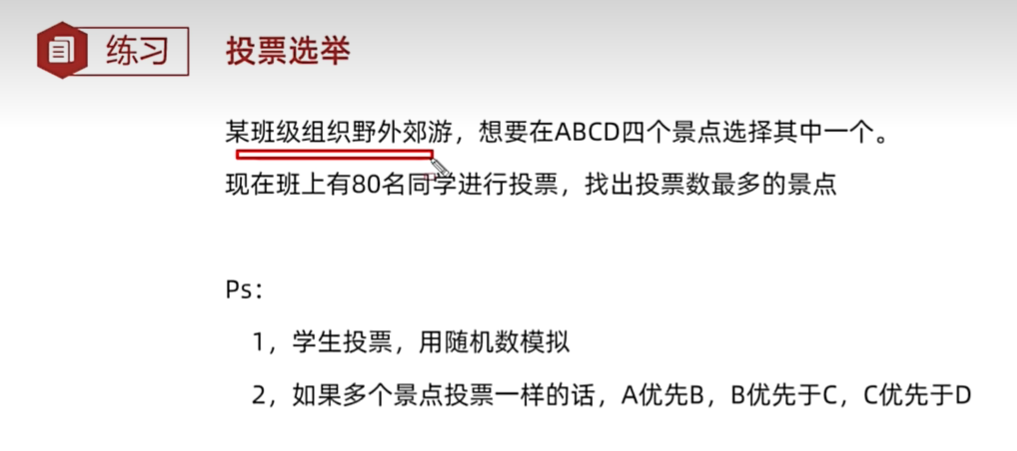 练习
投票选举
某班级组织野外郊游，想要在ABCD四个景点选择其中一个。
现在班上有80名同学进行投票，找出投票数最多的景点
Ps：
1，学生投票，用随机数模拟
2，如果多个景点投票一样的话，A优先B，B优先于C，C优先于D